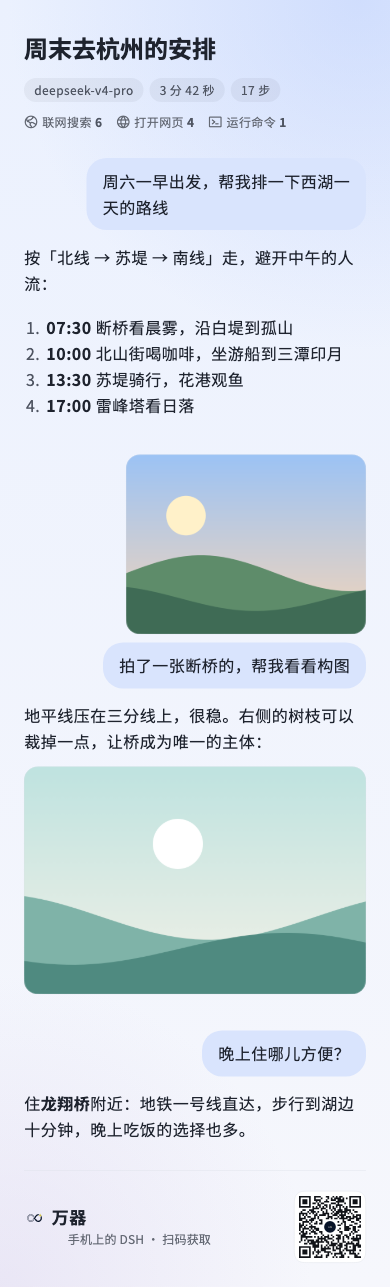 周末去杭州的安排
deepseek-v4-pro 3 分 42 秒 17 步
联网搜索 6 打开网页 4 运行命令 1
周六一早出发，帮我排一下西湖一
天的路线
按「北线 → 苏堤 → 南线」走，避开中午的人
流：
1. 07:30 断桥看晨雾，沿白堤到孤山
2. 10:00 北山街喝咖啡，坐游船到三潭印月
3. 13:30 苏堤骑行，花港观鱼
4. 17:00 雷峰塔看日落
拍了一张断桥的，帮我看看构图
地平线压在三分线上，很稳。右侧的树枝可以
裁掉一点，让桥成为唯一的主体：
晚上住哪儿方便？
住龙翔桥附近：地铁一号线直达，步行到湖边
十分钟，晚上吃饭的选择也多。
万器
手机上的 DSH · 扫码获取